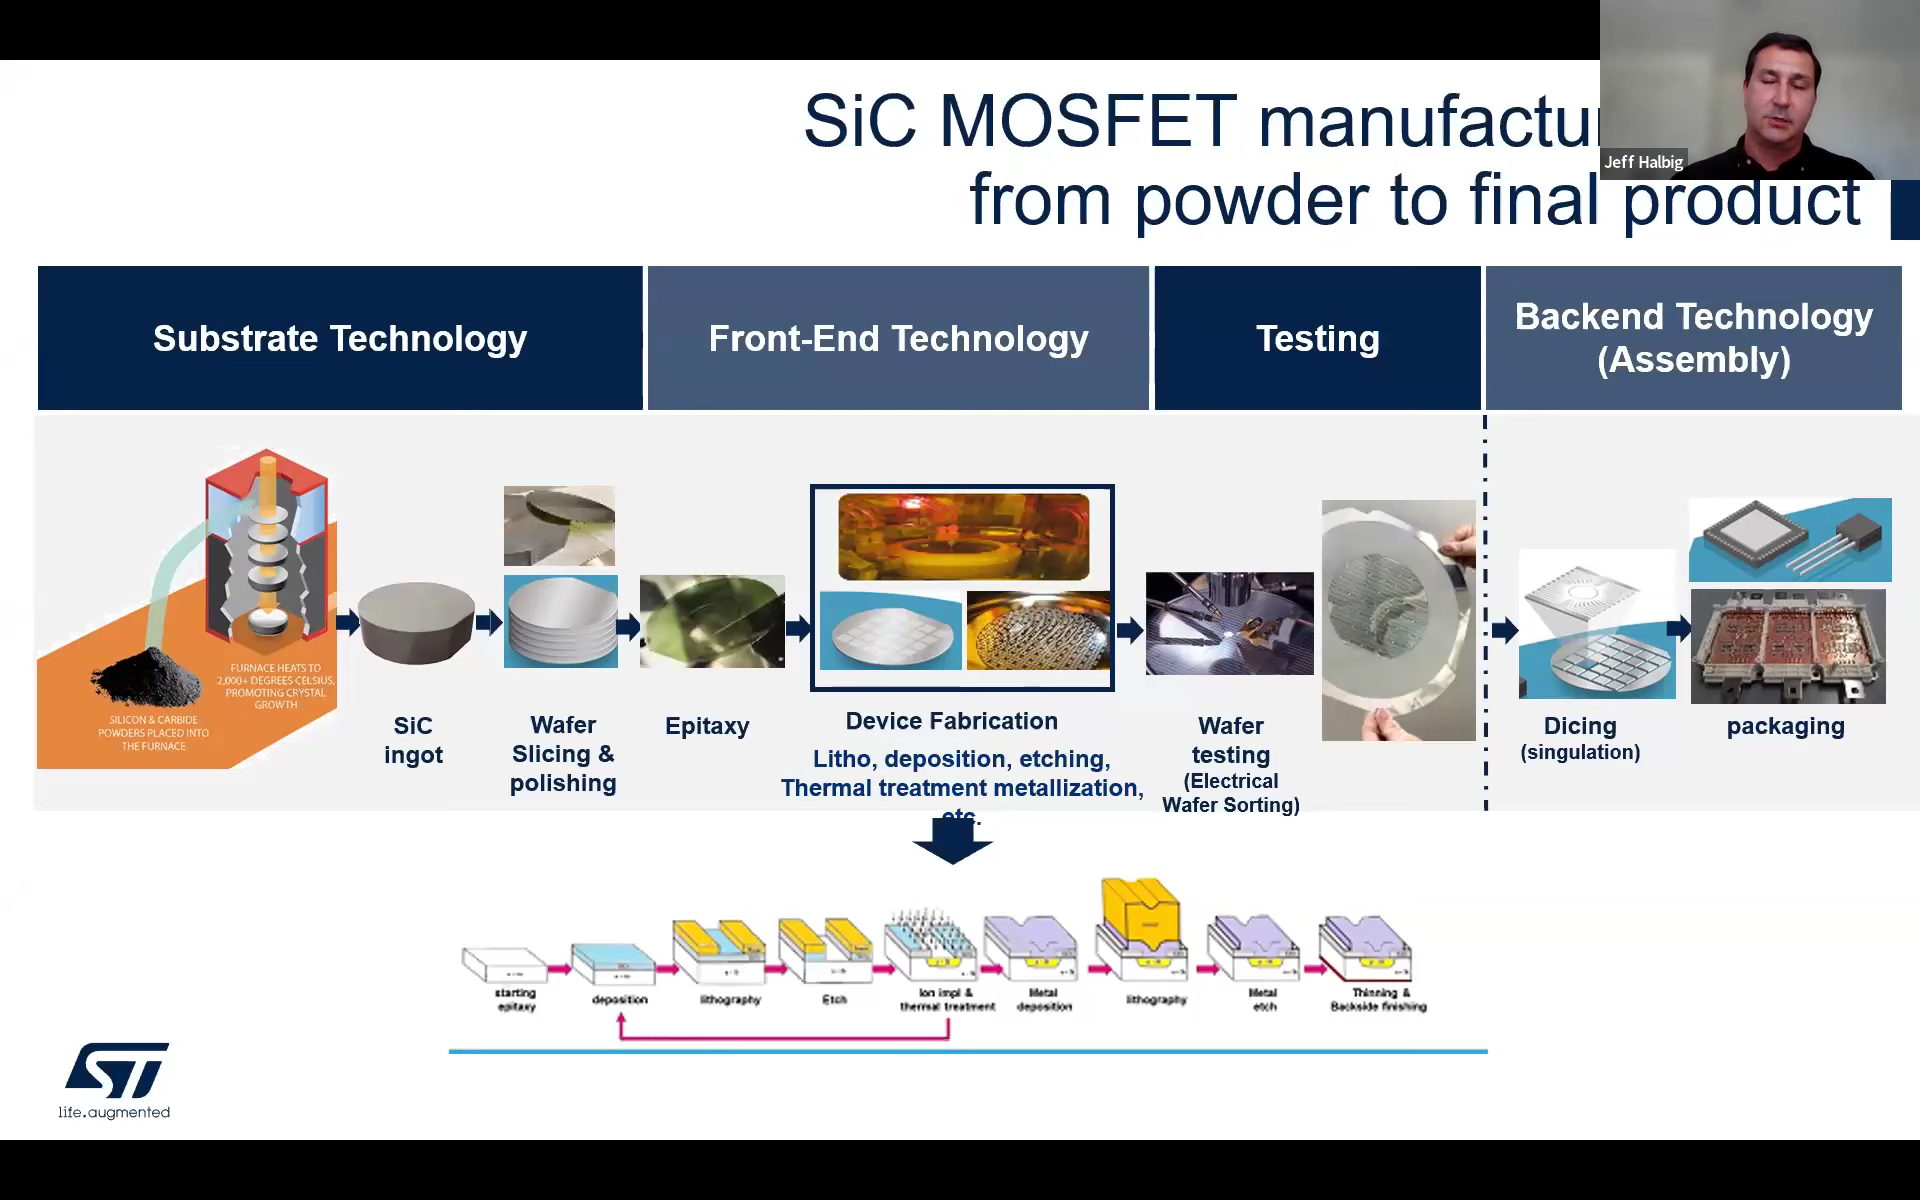 SiC MOSFET manufactu
from powder to final product
Jeff Halbig
Substrate Technology
Front-End Technology
Testing
Backend Technology
(Assembly)
FURNACE HEATS TO
2,000+ DEGREES CELSIUS,
PROMOTING CRYSTAL
GROWTH
SILICON & CARBIDE
POWDERS PLACED INTO
THE FURNACE
SiC
ingot
Wafer
Slicing &
polishing
Epitaxy
Device Fabrication
Litho, deposition, etching,
Thermal treatment metallization,
etc.
Wafer
testing
(Electrical
Wafer Sorting)
Dicing
(singulation)
packaging
starting
epitaxy
deposition
lithography
Etch
Ion impl &
thermal treatment
Metal
deposition
lithography
Metal
etch
Thinning &
Backside finishing
ST
life.augmented